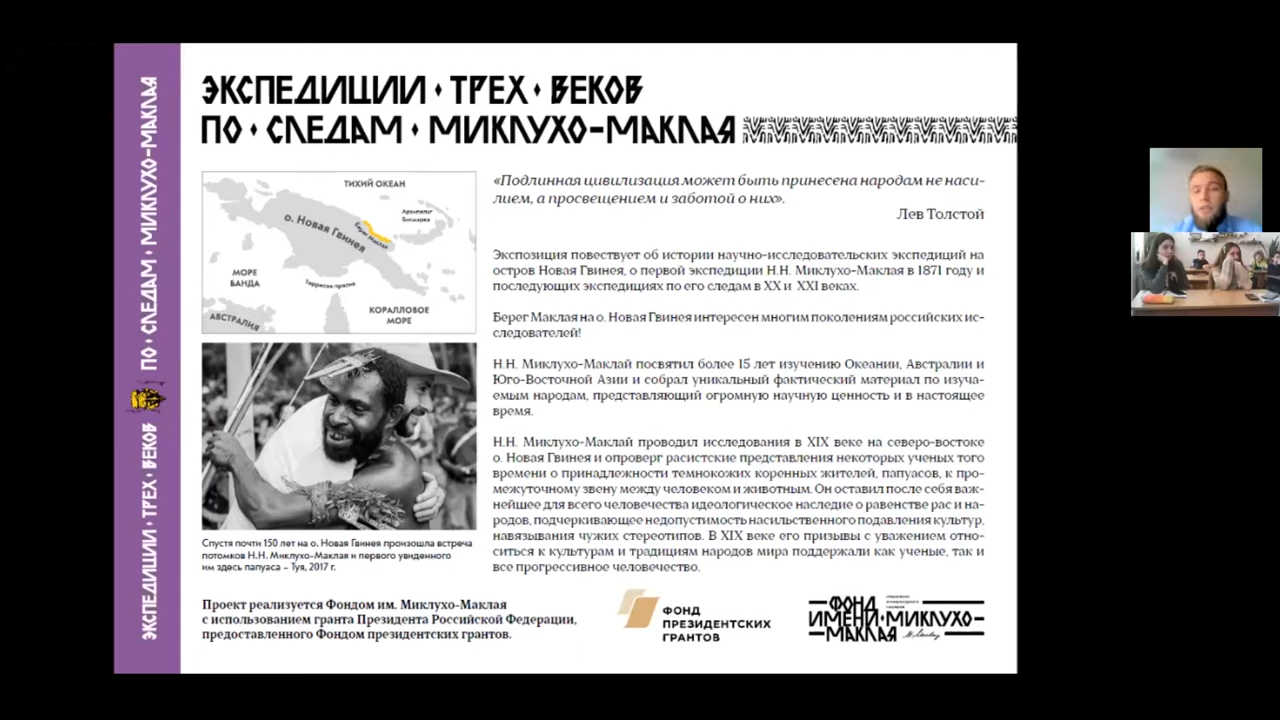 ЭКСПЕДИЦИИ • ТРЕХ • ВЕКОВ
ПО • СЛЕДАМ • МИКЛУХО-МАКЛАЯ
ЭКСПЕДИЦИИ • ТРЕХ • ВЕКОВ
ПО • СЛЕДАМ • МИКЛУХО-МАКЛАЯ
ТИХИЙ ОКЕАН
Архипелаг
Бисмарка
о. Новая Гвинея
Берег Маклая
МОРЕ
БАНДА
Торресов пролив
КОРАЛЛОВОЕ
МОРЕ
АВСТРАЛИЯ
«Подлинная цивилизация может быть принесена народам не наси-
лием, а просвещением и заботой о них».
Лев Толстой
Экспозиция повествует об истории научно-исследовательских экспедиций на
остров Новая Гвинея, о первой экспедиции Н.Н. Миклухо-Маклая в 1871 году и
последующих экспедициях по его следам в XX и XXI веках.
Берег Маклая на о. Новая Гвинея интересен многим поколениям российских ис-
следователей!
Н.Н. Миклухо-Маклай посвятил более 15 лет изучению Океании, Австралии и
Юго-Восточной Азии и собрал уникальный фактический материал по изуча-
емым народам, представляющий огромную научную ценность и в настоящее
время.
Н.Н. Миклухо-Маклай проводил исследования в XIX веке на северо-востоке
о. Новая Гвинея и опроверг расистские представления некоторых ученых того
времени о принадлежности темнокожих коренных жителей, папуасов, к про-
межуточному звену между человеком и животным. Он оставил после себя важ-
нейшее для всего человечества идеологическое наследие о равенстве рас и на-
родов, подчеркивающее недопустимость насильственного подавления культур,
навязывания чужих стереотипов. В XIX веке его призывы с уважением отно-
ситься к культурам и традициям народов мира поддержали как ученые, так и
все прогрессивное человечество.
Спустя почти 150 лет на о. Новая Гвинея произошла встреча
потомков Н.Н. Миклухо-Маклая и первого увиденного
им здесь папуаса – Туя, 2017 г.
Проект реализуется Фондом им. Миклухо-Маклая
с использованием гранта Президента Российской Федерации,
предоставленного Фондом президентских грантов.
ФОНД
ПРЕЗИДЕНТСКИХ
ГРАНТОВ
ФОНД
ИМЕНИ • МИКЛУХО-
МАКЛАЯ